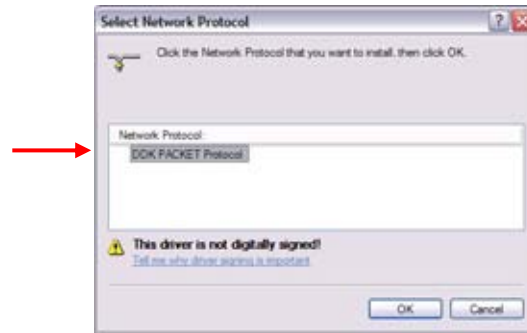 Select Network Protocol
Click the Network Protocol that you want to install, then click OK.
Network Protocol:
DDK PACKET Protocol
This driver is not digitally signed!
Tell me why driver signing is important
OK
Cancel